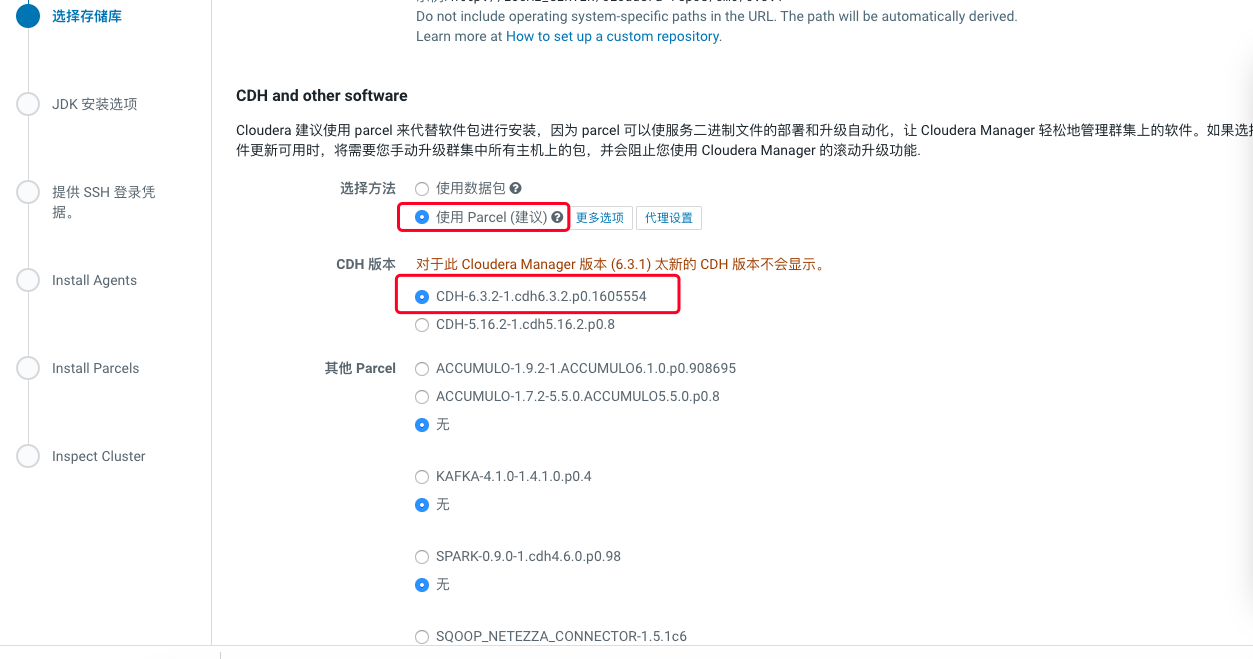 选择存储库
Do not include operating system-specific paths in the URL. The path will be automatically derived.
Learn more at How to set up a custom repository.
JDK 安装选项
提供 SSH 登录凭
据。
Install Agents
Install Parcels
Inspect Cluster
CDH and other software
Cloudera 建议使用 parcel 来代替软件包进行安装，因为 parcel 可以使服务二进制文件的部署和升级自动化，让 Cloudera Manager 轻松地管理群集上的软件。如果选择
件更新可用时，将需要您手动升级群集中所有主机上的包，并会阻止您使用 Cloudera Manager 的滚动升级功能.
选择方法
使用数据包
使用 Parcel (建议) 更多选项 代理设置
CDH 版本 对于此 Cloudera Manager 版本 (6.3.1) 太新的 CDH 版本不会显示。
CDH-6.3.2-1.cdh6.3.2.p0.1605554
CDH-5.16.2-1.cdh5.16.2.p0.8
其他 Parcel
ACCUMULO-1.9.2-1.ACCUMULO6.1.0.p0.908695
ACCUMULO-1.7.2-5.5.0.ACCUMULO5.5.0.p0.8
无
KAFKA-4.1.0-1.4.1.0.p0.4
无
SPARK-0.9.0-1.cdh4.6.0.p0.98
无
SQOOP_NETEZZA_CONNECTOR-1.5.1c6